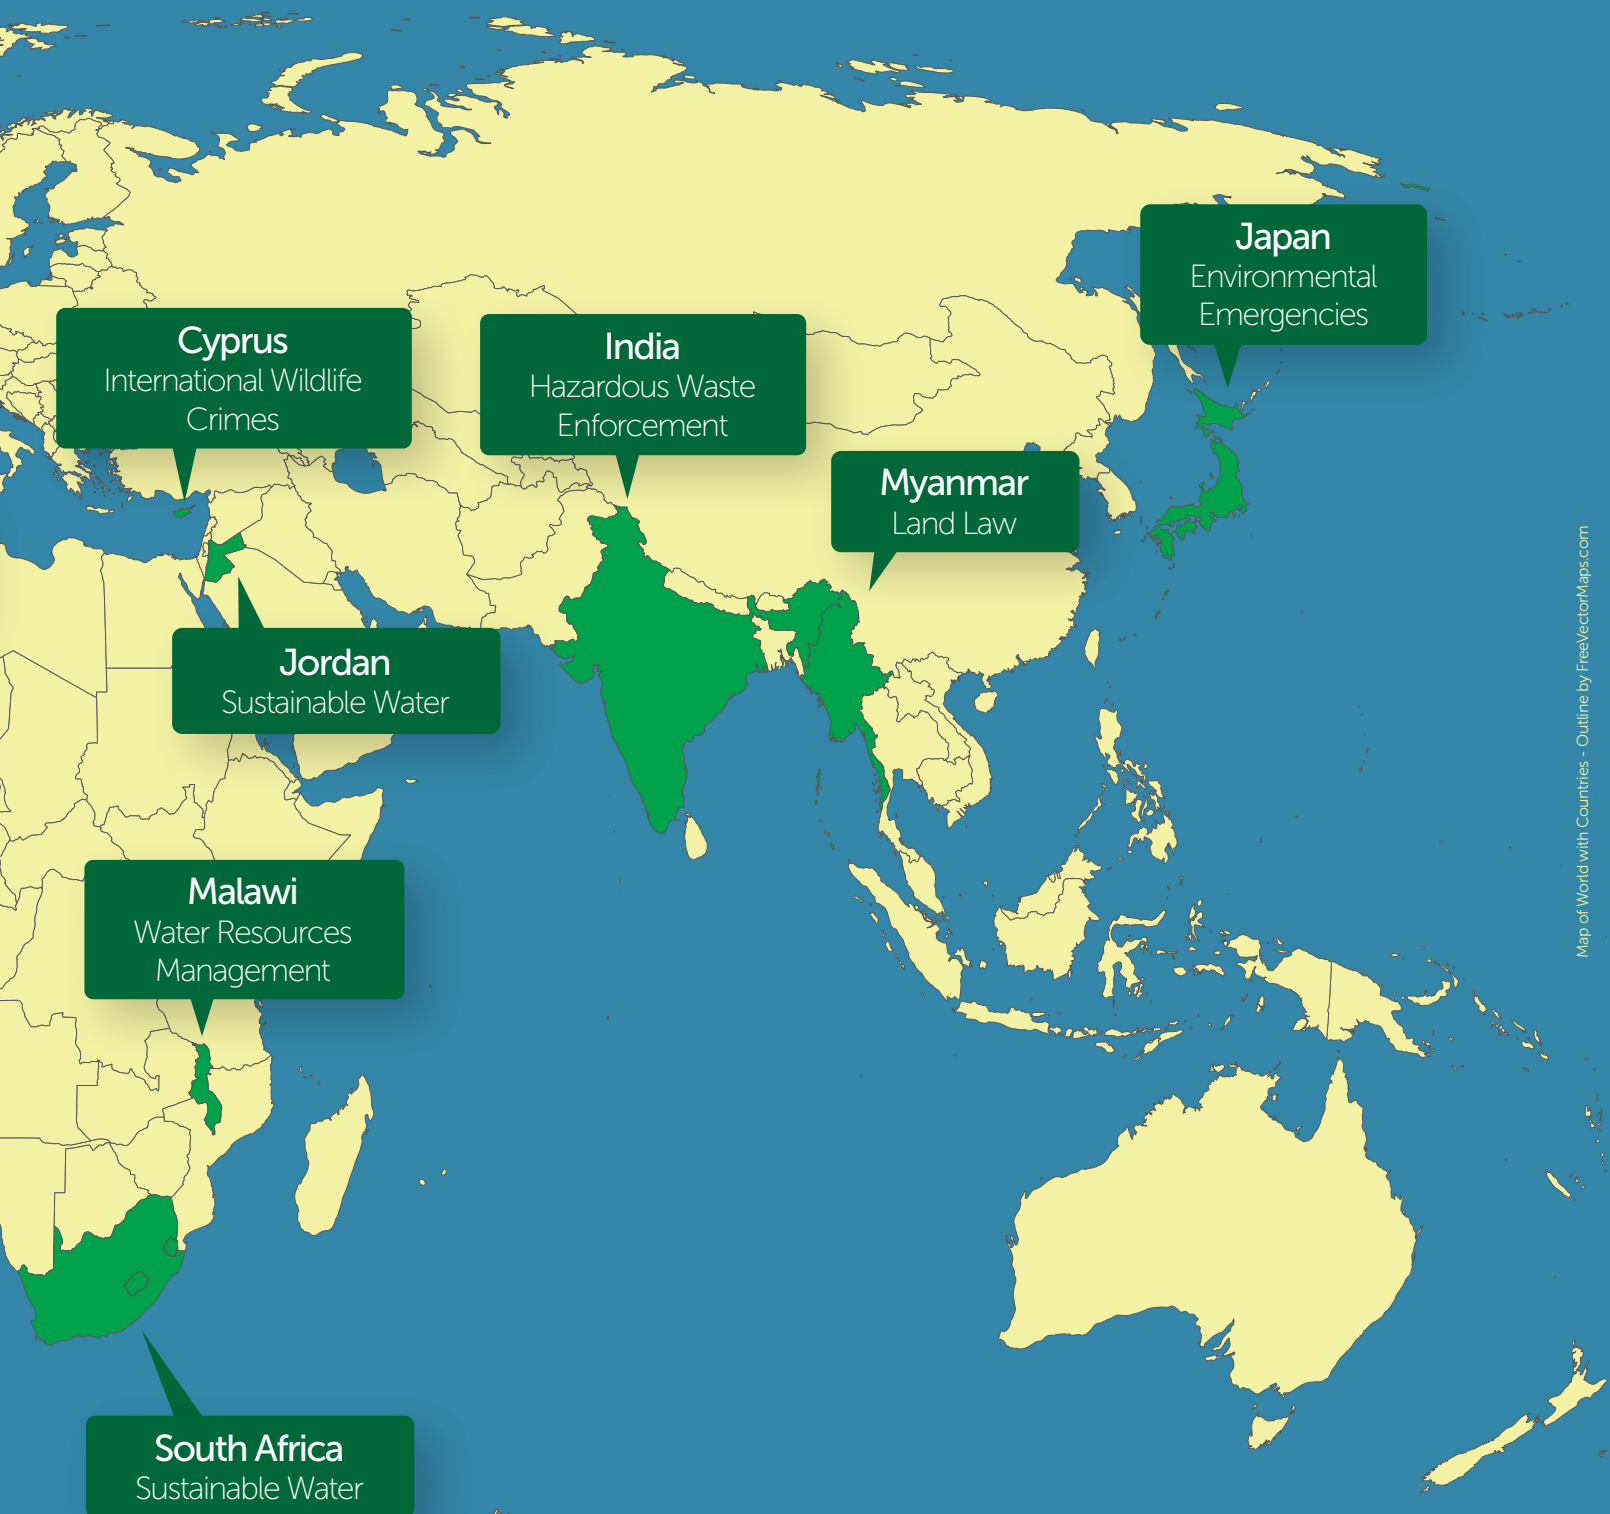 Japan
Environmental
Emergencies
Cyprus
International Wildlife
Crimes
India
Hazardous Waste
Enforcement
Myanmar
Land Law
Jordan
Sustainable Water
Malawi
Water Resources
Management
South Africa
Sustainable Water
Map of World with Countries - Outline by FreeVectorMaps.com